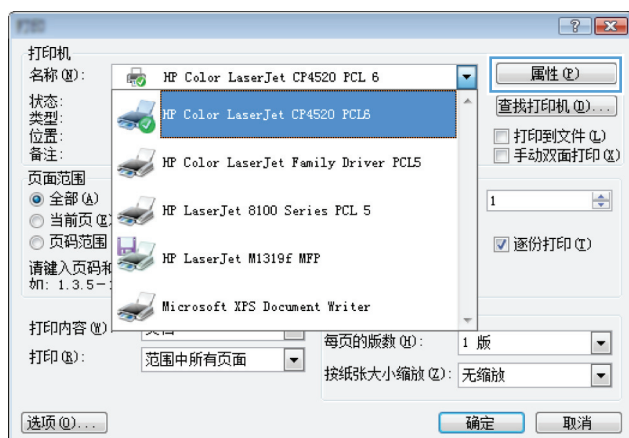 打印机
名称(N):
HP Color LaserJet CP4520 PCL 6
属性(P)
状态:
类型:
位置:
备注:
HP Color LaserJet CP4520 PCL6
HP Color LaserJet Family Driver PCL5
HP LaserJet 8100 Series PCL 5
HP LaserJet M1319f MFP
Microsoft XPS Document Writer
查找打印机(D)...
打印到文件(L)
手动双面打印(X)
页面范围
全部(A)
当前页(E)
页码范围
请键入页码和
如: 1.3.5-
1
逐份打印(T)
打印内容(W)
打印(R):
范围中所有页面
每页的版数(H):
1 版
按纸张大小缩放(Z):
无缩放
选项(O)...
确定
取消